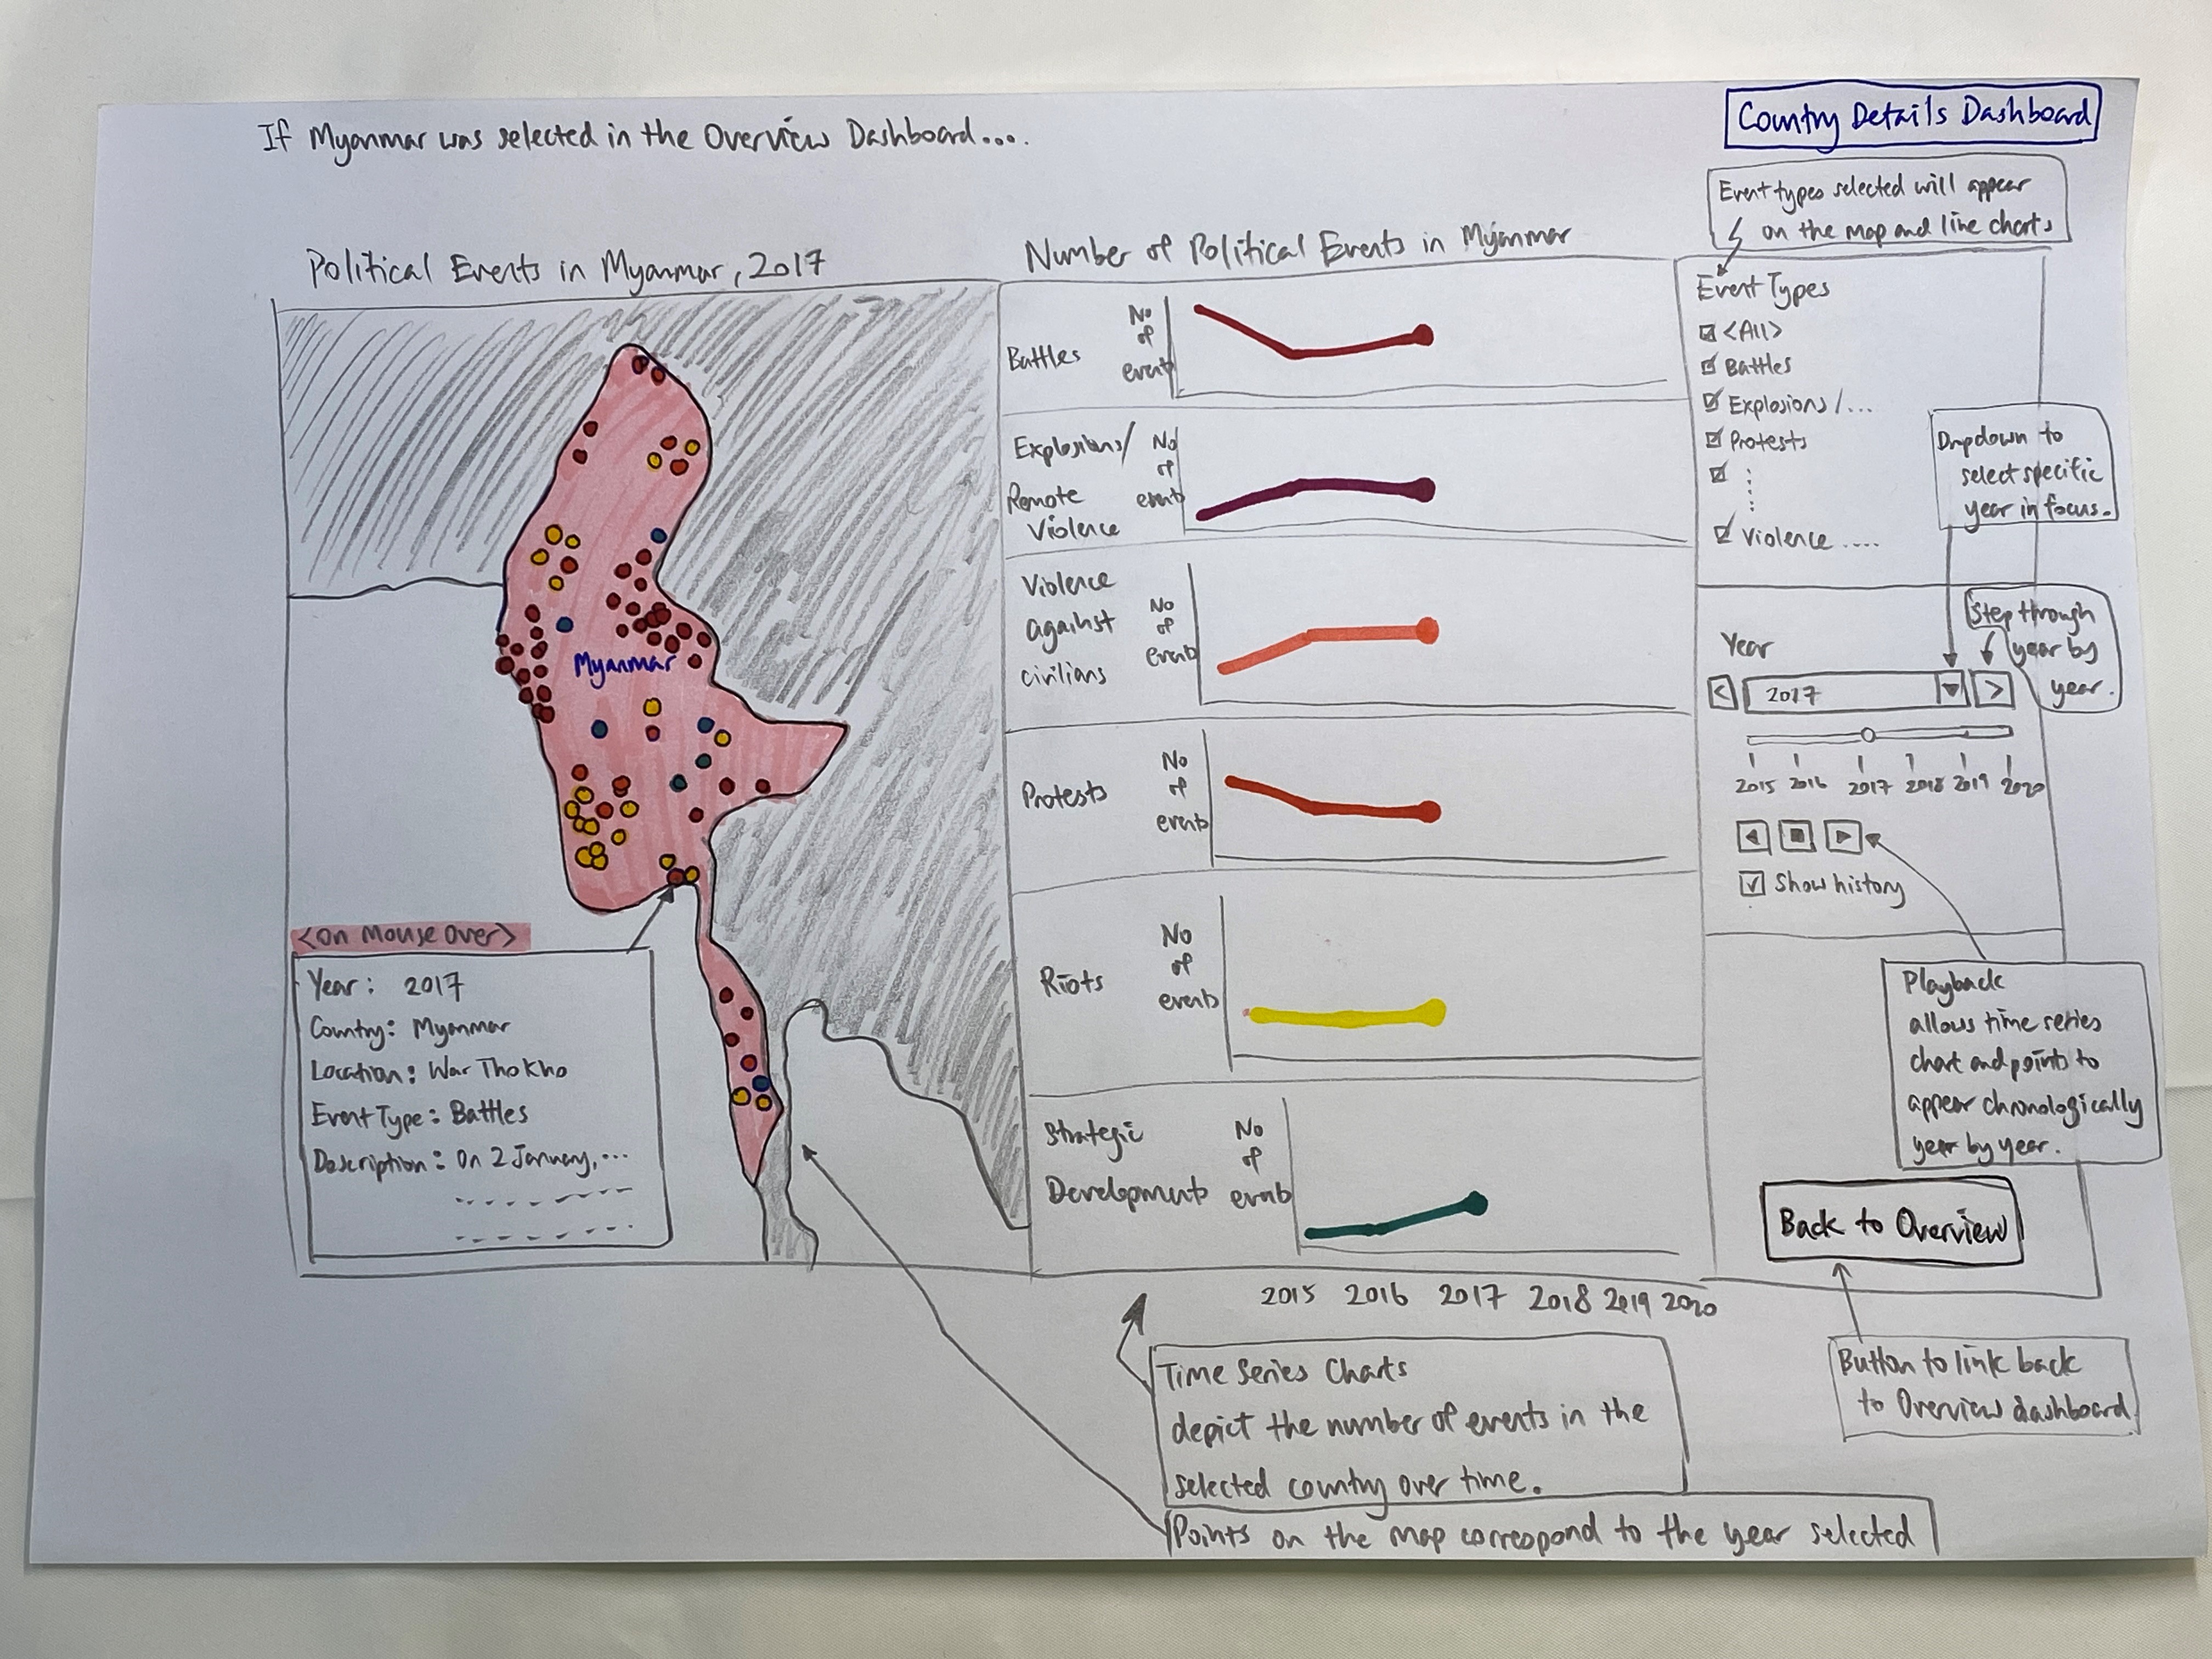 If Myanmar was selected in the Overview Dashboard....
Country Details Dashboard
Event types selected will appear
on the map and line charts
Political Events in Myanmar, 2017
Myanmar
<On Mouse Over>
Year: 2017
Country: Myanmar
Location: War Tho Kho
Event Type: Battles
Description: On 2 January,...
Number of Political Events in Myanmar
Battles
No
of
events
Explosions/
Remote
Violence
No
of
events
Violence
against
civilians
No
of
events
Protests
No
of
events
Riots
No
of
events
Strategic
Developments
No
of
events
2015 2016 2017 2018 2019 2020
Event Types
<All>
Battles
Explosions/...
Protests
Violence ....
Dropdown to
select specific
year in focus.
Step through
year by
year.
Year
< 2017 >
2015 2016 2017 2018 2019 2020
Show history
Playback
allows time series
chart and points to
appear chronologically
year by year.
Back to Overview
Button to link back
to Overview dashboard
Time Series Charts
depict the number of events in the
selected country over time.
Points on the map correspond to the year selected